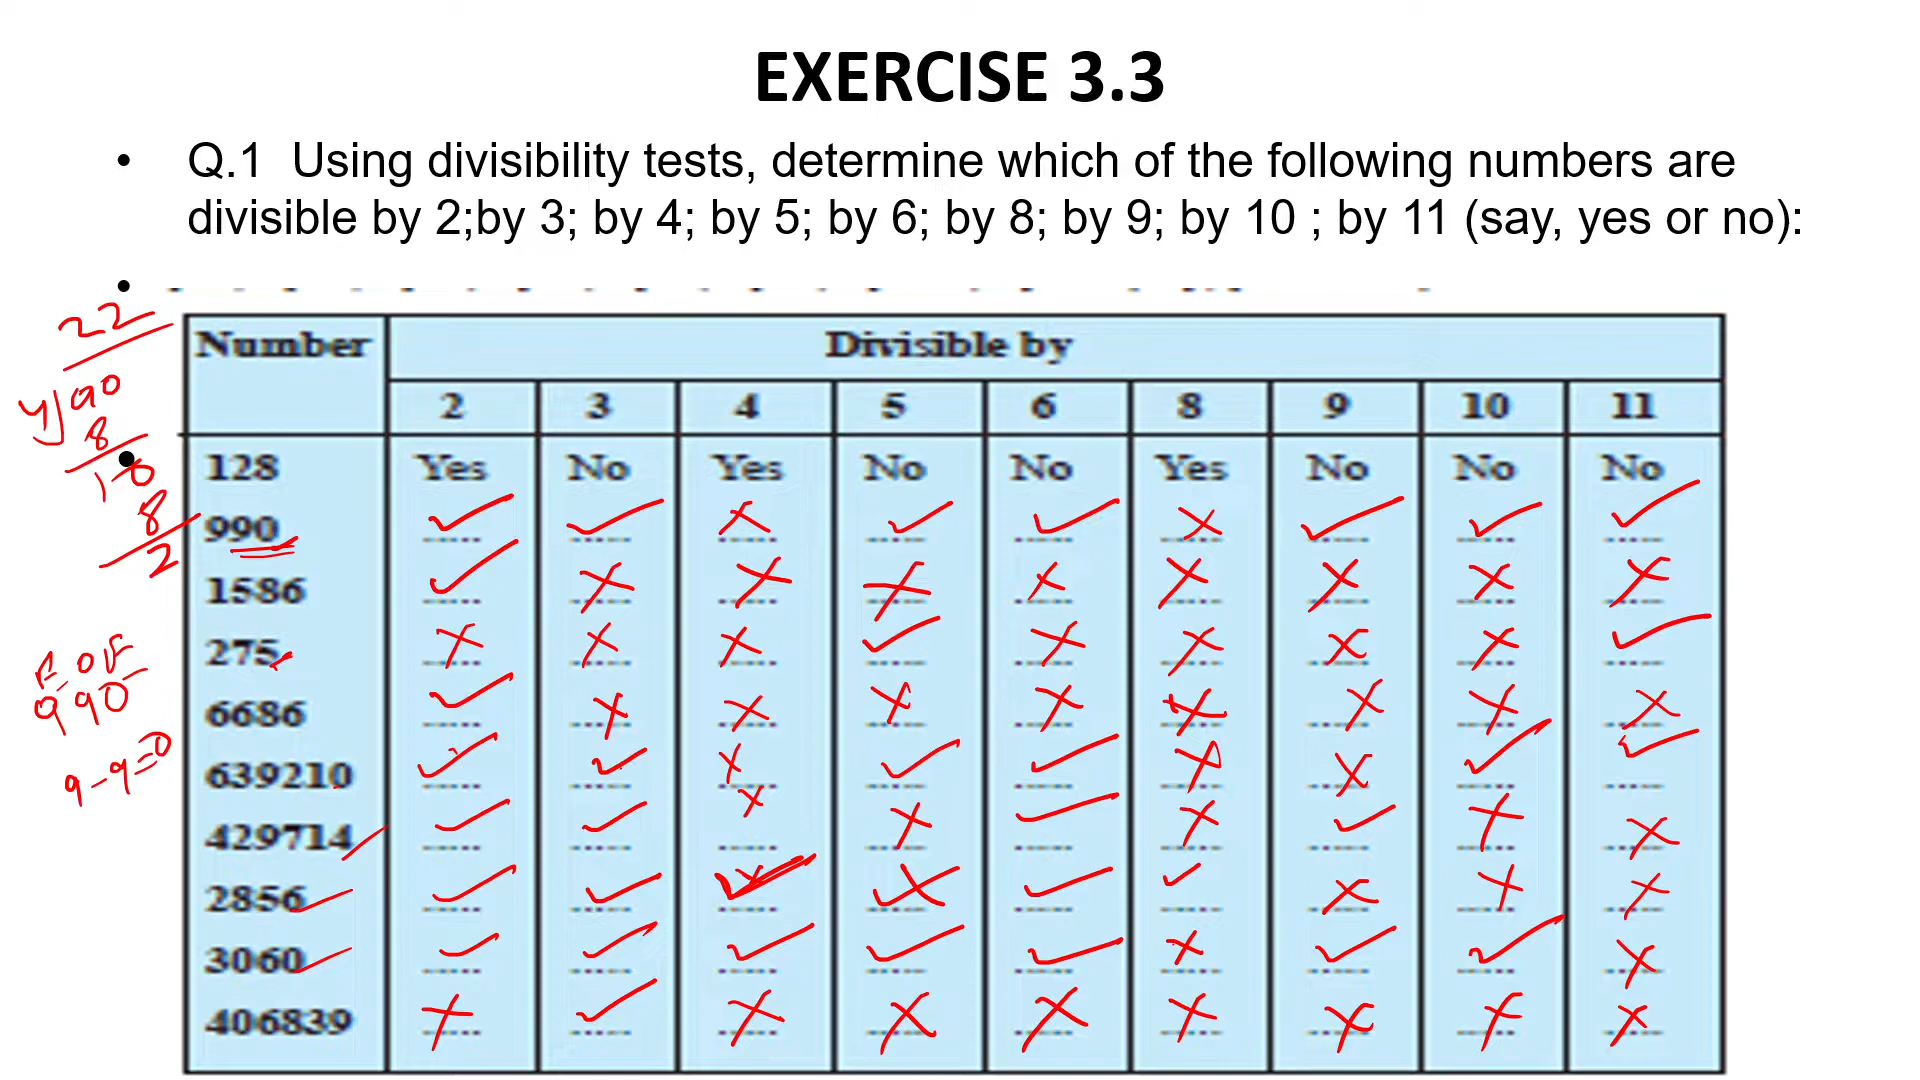 EXERCISE 3.3
• Q.1 Using divisibility tests, determine which of the following numbers are
divisible by 2;by 3; by 4; by 5; by 6; by 8; by 9; by 10 ; by 11 (say, yes or no):
•
Number Divisible by
2 3 4 5 6 8 9 10 11
128 Yes No Yes No No Yes No No No
990 ✓ ✓ ✗ ✓ ✓ ✗ ✓ ✓ ✓
1586 ✓ ✗ ✗ ✗ ✗ ✗ ✗ ✗ ✗
275 ✗ ✗ ✗ ✓ ✗ ✗ ✗ ✗ ✓
6686 ✓ ✗ ✗ ✗ ✗ ✗ ✗ ✗ ✗
639210 ✓ ✓ ✗ ✓ ✓ ✗ ✗ ✓ ✓
429714 ✓ ✓ ✗ ✗ ✓ ✗ ✓ ✗ ✗
2856 ✓ ✓ ✓ ✗ ✓ ✓ ✗ ✗ ✗
3060 ✓ ✓ ✓ ✓ ✓ ✗ ✓ ✓ ✗
406839 ✗ ✓ ✗ ✗ ✗ ✗ ✗ ✗ ✗
22
4)90
8
10
8
2
990
9-9=0